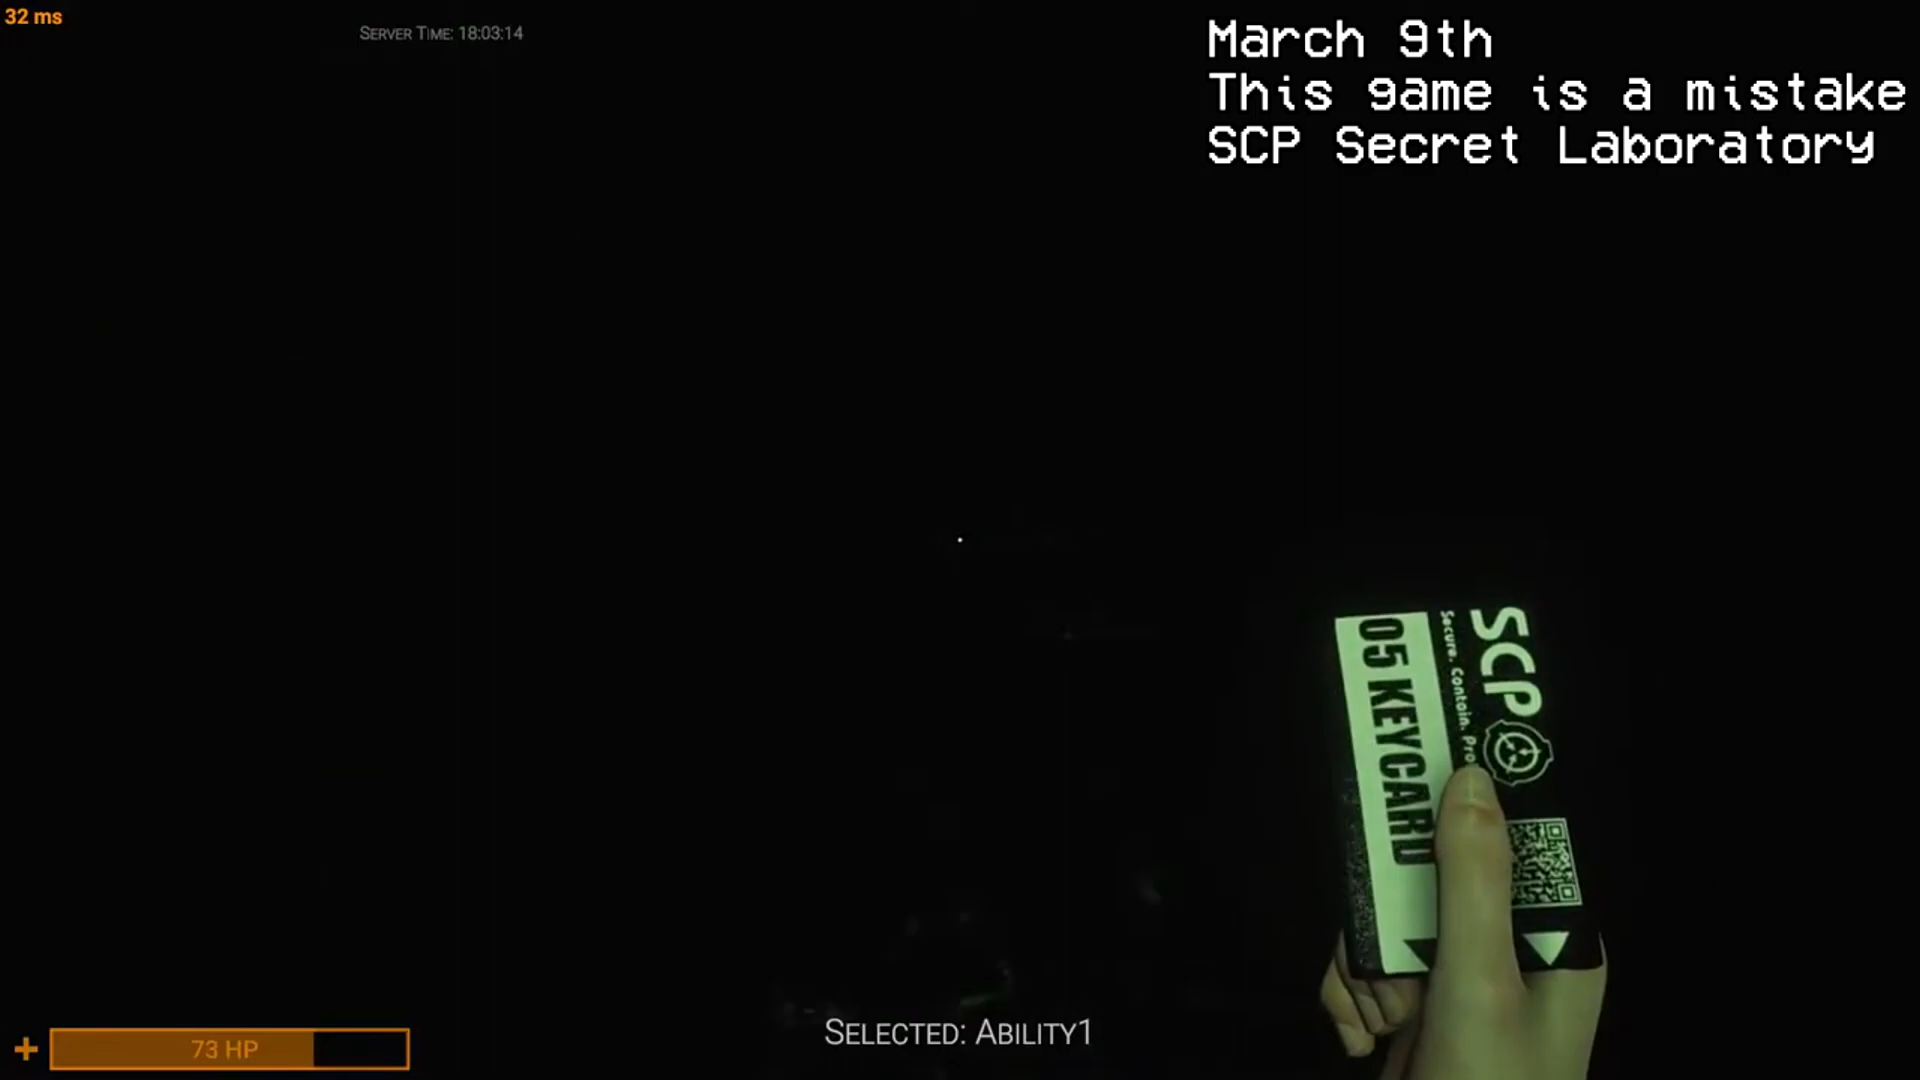 32 ms
SERVER TIME: 18:03:14
March 9th
This game is a mistake
SCP Secret Laboratory
SCP
Secure. Contain. Pro
05 KEYCARD
SELECTED: ABILITY1
73 HP